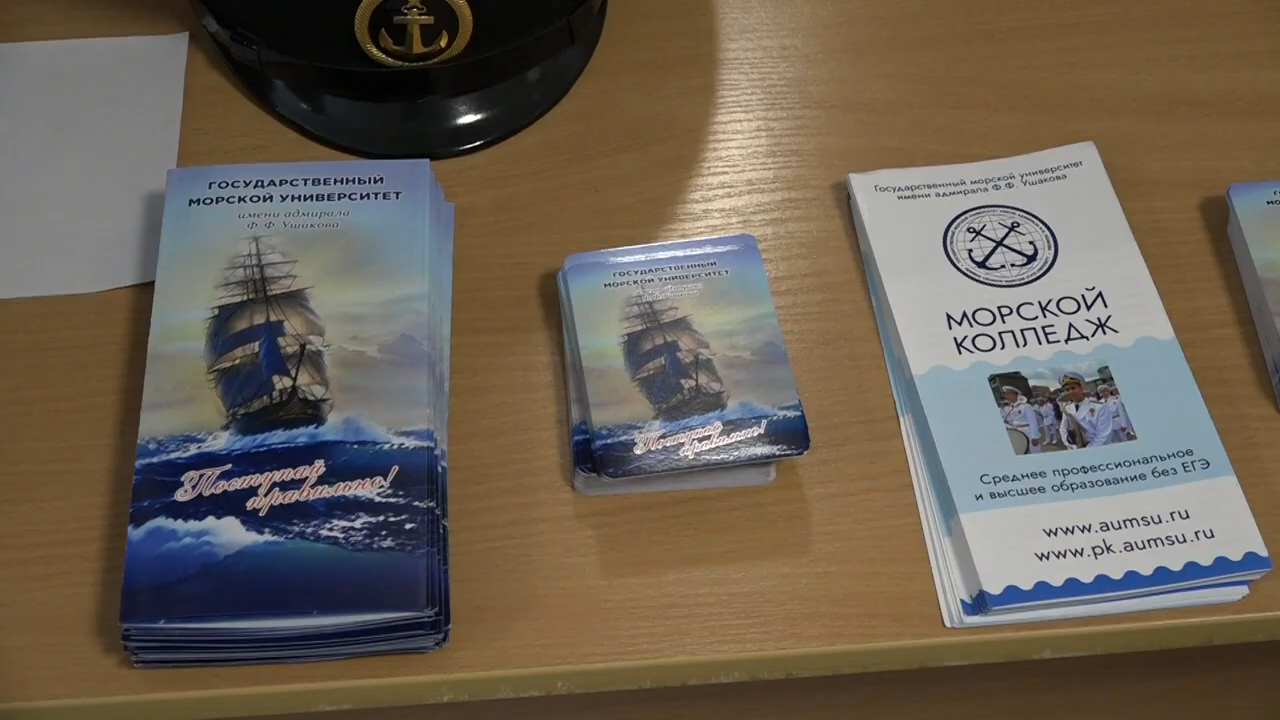 ГОСУДАРСТВЕННЫЙ
МОРСКОЙ УНИВЕРСИТЕТ
имени адмирала
Ф. Ф. Ушакова
Поступай
правильно!
ГОСУДАРСТВЕННЫЙ
МОРСКОЙ УНИВЕРСИТЕТ
Поступай
правильно!
Государственный морской университет
имени адмирала Ф.Ф. Ушакова
МОРСКОЙ
КОЛЛЕДЖ
Среднее профессиональное
и высшее образование без ЕГЭ
www.aumsu.ru
www.pk.aumsu.ru